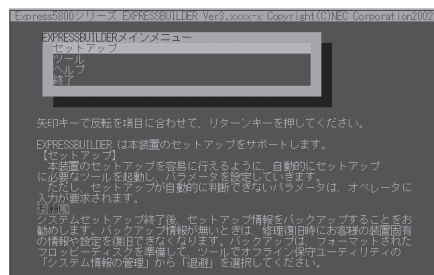 Express5800シリーズ EXPRESSBUILDER Ver3.xxxx-x Copyright(C)NEC Corporation2002
EXPRESSBUILDERメインメニュー
セットアップ
ツール
ヘルプ
終了
矢印キーで反転を項目に合わせて、リターンキーを押してください。
EXPRESSBUILDER は本装置のセットアップをサポートします。
【セットアップ】
本装置のセットアップを容易に行えるように、自動的にセットアップ
に必要なツールを起動し、パラメータを設定していきます。
ただし、セットアップが自動的に判断できないパラメータは、オペレータに
入力が要求されます。
お願い
システムセットアップ終了後、セットアップ情報をバックアップすることをお
勧めします。バックアップ情報が無いときは、修理復旧時にお客様の装置固有
の情報や設定を復旧できなくなります。バックアップは、フォーマットされた
フロッピーディスクを準備して、ツールでオフライン保守ユーティリティの
「システム情報の管理」から「退避」を選択してください。